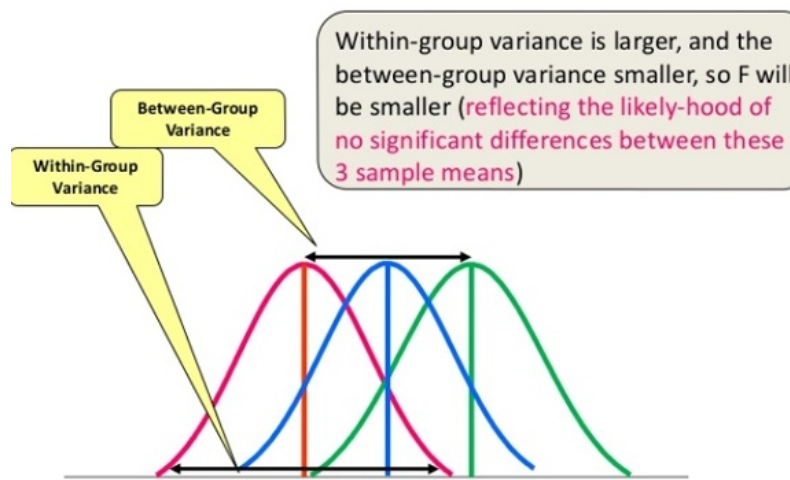 Within-group variance is larger, and the
between-group variance smaller, so F will
be smaller (reflecting the likely-hood of
no significant differences between these
3 sample means)
Between-Group
Variance
Within-Group
Variance